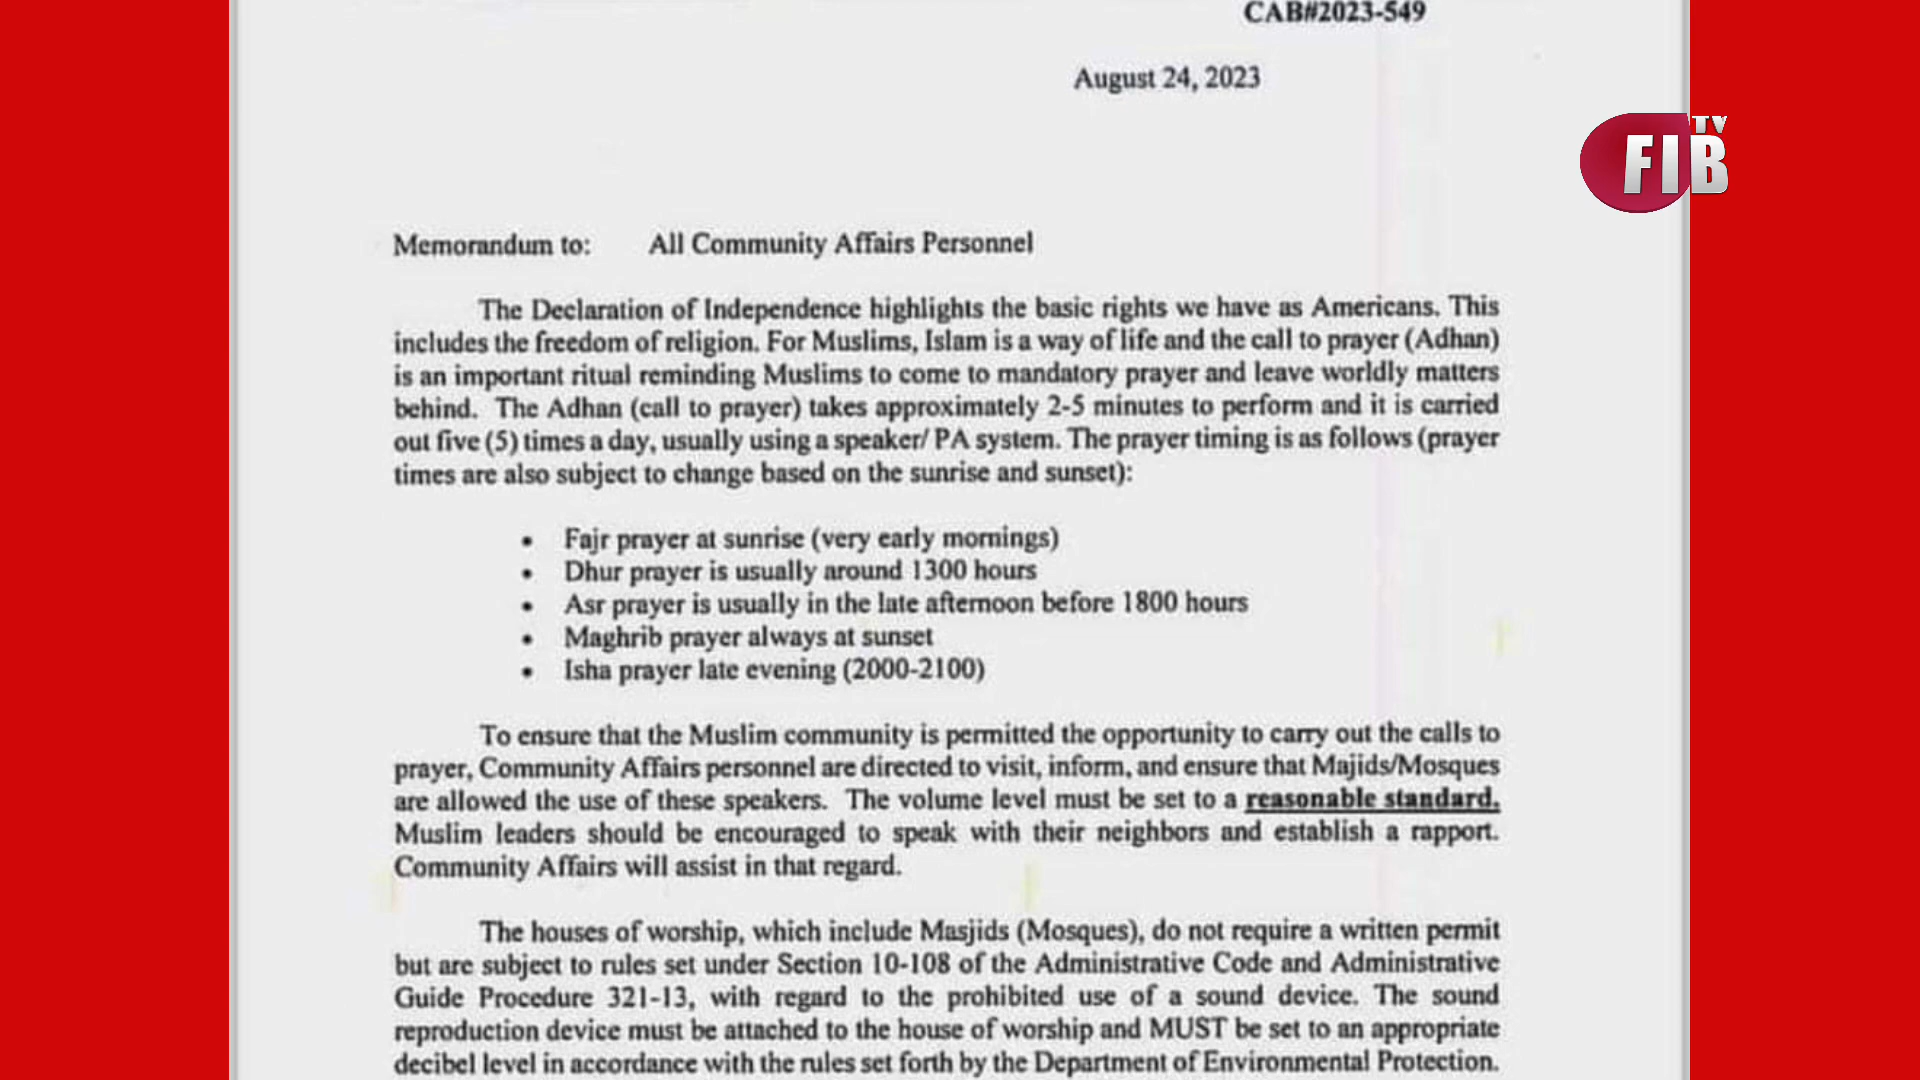 CAB#2023-549
August 24, 2023
TV
FIB
Memorandum to: All Community Affairs Personnel
The Declaration of Independence highlights the basic rights we have as Americans. This
includes the freedom of religion. For Muslims, Islam is a way of life and the call to prayer (Adhan)
is an important ritual reminding Muslims to come to mandatory prayer and leave worldly matters
behind. The Adhan (call to prayer) takes approximately 2-5 minutes to perform and it is carried
out five (5) times a day, usually using a speaker/ PA system. The prayer timing is as follows (prayer
times are also subject to change based on the sunrise and sunset):
• Fajr prayer at sunrise (very early mornings)
• Dhur prayer is usually around 1300 hours
• Asr prayer is usually in the late afternoon before 1800 hours
• Maghrib prayer always at sunset
• Isha prayer late evening (2000-2100)
To ensure that the Muslim community is permitted the opportunity to carry out the calls to
prayer, Community Affairs personnel are directed to visit, inform, and ensure that Majids/Mosques
are allowed the use of these speakers. The volume level must be set to a reasonable standard.
Muslim leaders should be encouraged to speak with their neighbors and establish a rapport.
Community Affairs will assist in that regard.
The houses of worship, which include Masjids (Mosques), do not require a written permit
but are subject to rules set under Section 10-108 of the Administrative Code and Administrative
Guide Procedure 321-13, with regard to the prohibited use of a sound device. The sound
reproduction device must be attached to the house of worship and MUST be set to an appropriate
decibel level in accordance with the rules set forth by the Department of Environmental Protection.